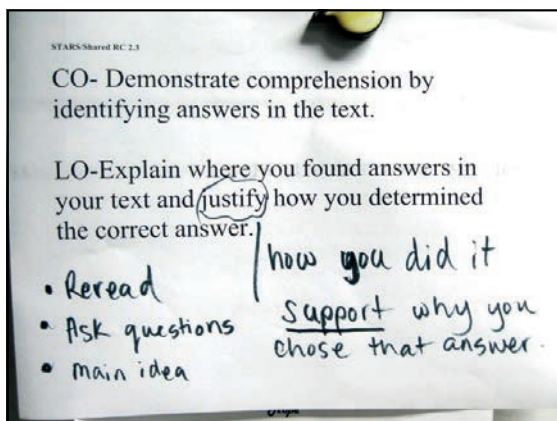 STARS/Shared RC 2.3
CO- Demonstrate comprehension by
identifying answers in the text.
LO-Explain where you found answers in
your text and justify how you determined
the correct answer.
how you did it
support why you
chose that answer.
• Reread
• Ask questions
• main idea